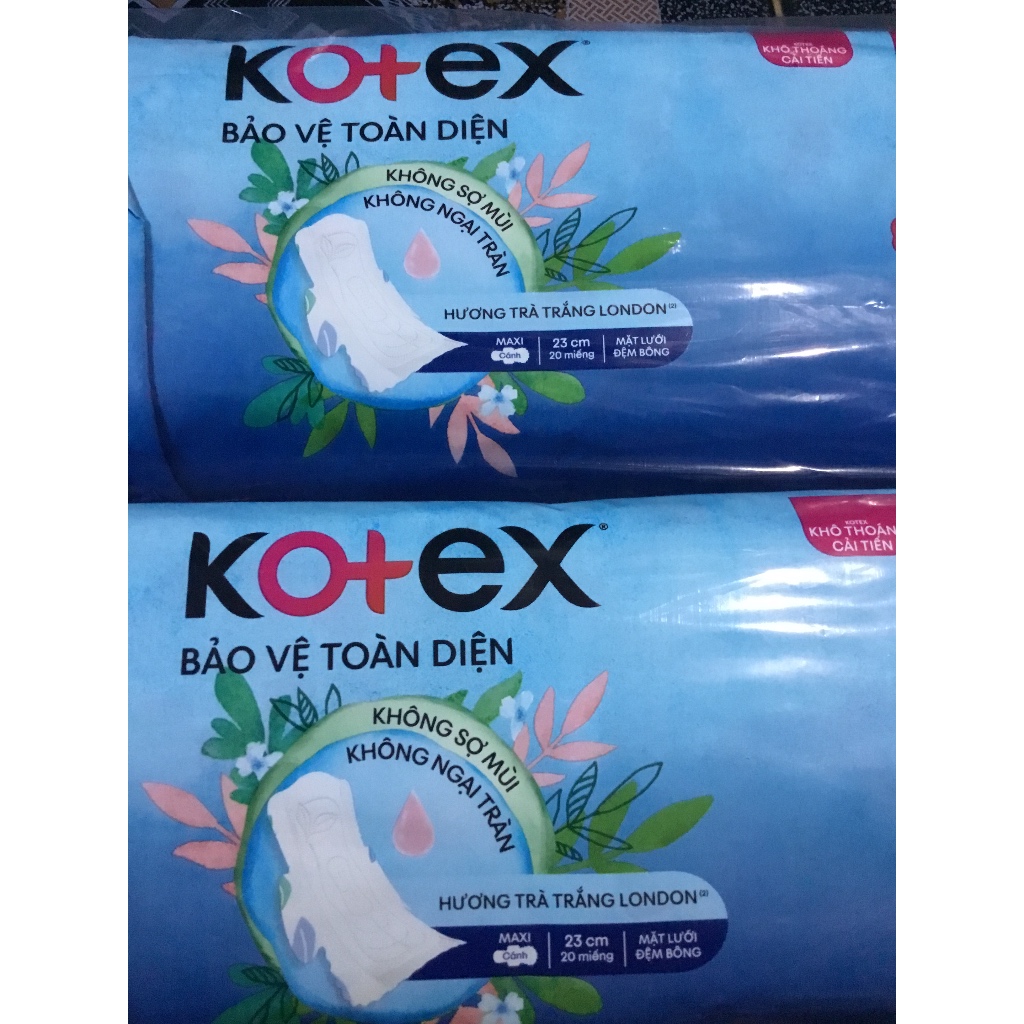 Kotex®
KOTEX
KHÔ THOÁNG
CẢI TIẾN
BẢO VỆ TOÀN DIỆN
KHÔNG SỢ MÙI
KHÔNG NGẠI TRÀN
HƯƠNG TRÀ TRẮNG LONDON(2)
MAXI
Cánh
23 cm
20 miếng
MẶT LƯỚI
ĐỆM BÔNG
Kotex®
KOTEX
KHÔ THOÁN
CẢI TIẾN
BẢO VỆ TOÀN DIỆN
KHÔNG SỢ MÙI
KHÔNG NGẠI TRÀN
HƯƠNG TRÀ TRẮNG LONDON(2)
MAXI
Cánh
23 cm
20 miếng
MẶT LƯỚI
ĐỆM BÔNG